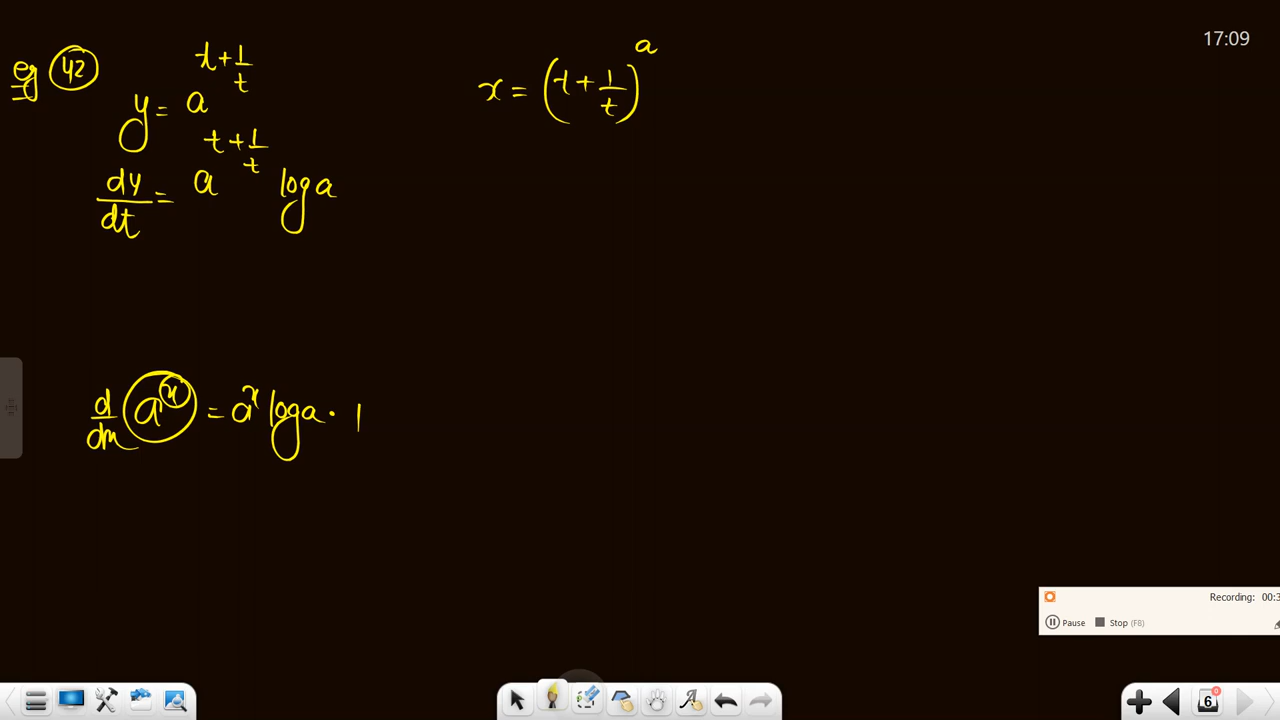 17:09
eg 42
y = a^(t+1/t)
x = (t+1/t)^a
dy/dt = a^(t+1/t) log a
d/dx a^x = a^x log a · 1
Recording: 00:3
Pause Stop (F8)
6